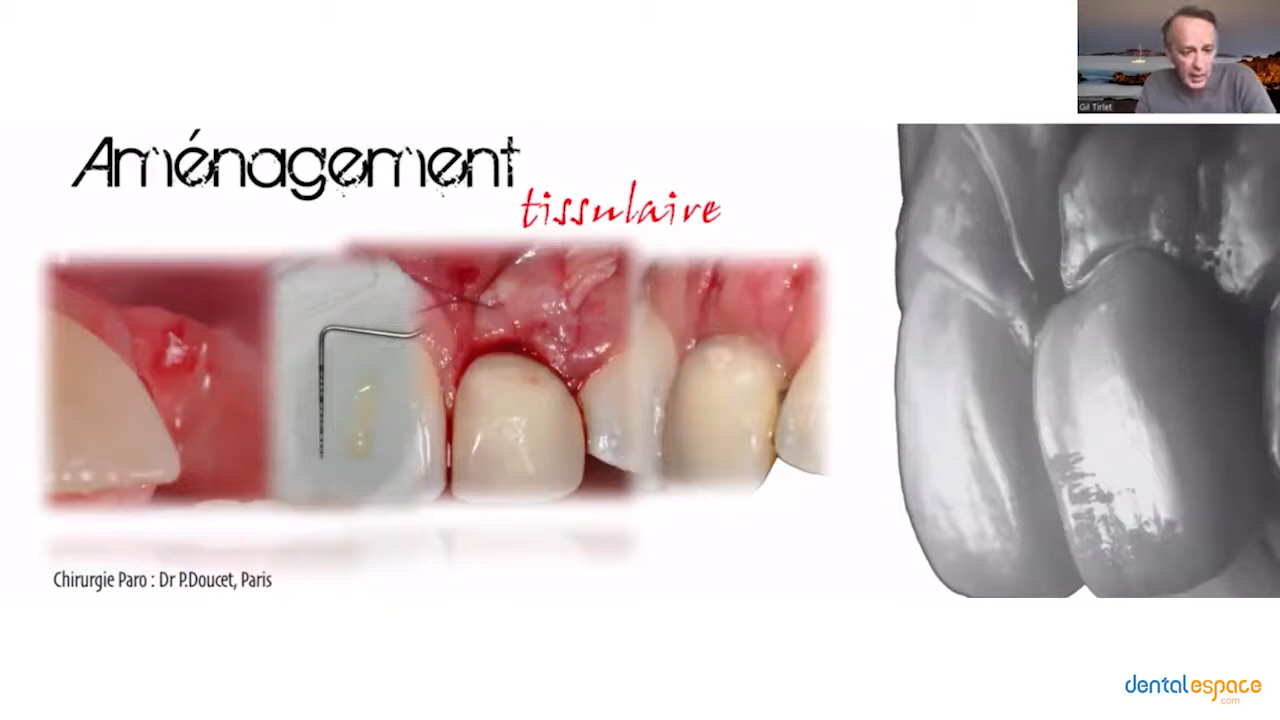 Gil Tirlet
Aménagement
tissulaire
Chirurgie Paro : Dr P.Doucet, Paris
dentalespace
.com